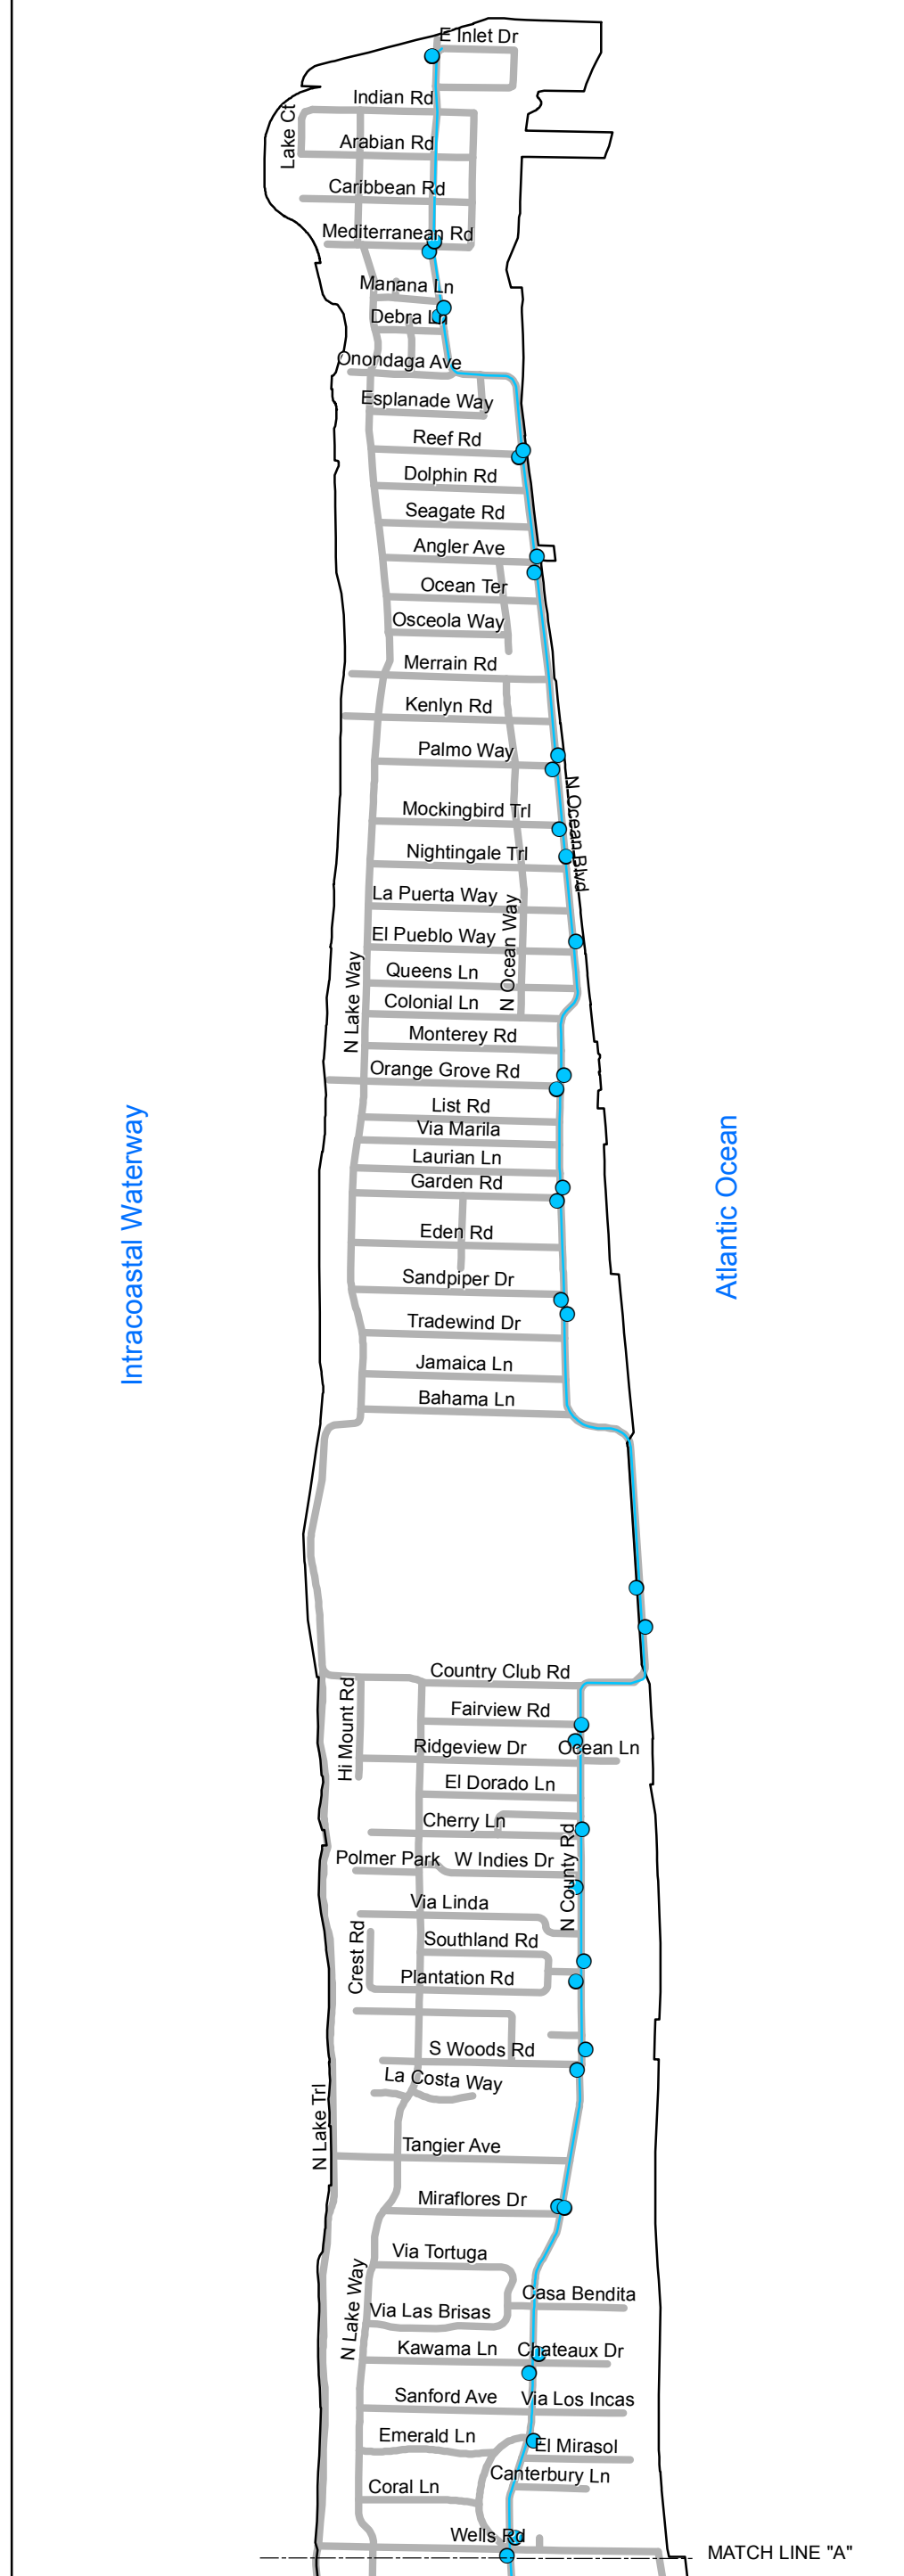 E Inlet Dr
Indian Rd
Lake Ct
Arabian Rd
Caribbean Rd
Mediterranean Rd
Manana Ln
Debra Ln
Onondaga Ave
Esplanade Way
Reef Rd
Dolphin Rd
Seagate Rd
Angler Ave
Ocean Ter
Osceola Way
Merrain Rd
Kenlyn Rd
Palmo Way
N Ocean Blvd
Mockingbird Trl
Nightingale Trl
La Puerta Way
N Ocean Way
El Pueblo Way
N Lake Way
Queens Ln
Colonial Ln
Monterey Rd
Orange Grove Rd
List Rd
Via Marila
Laurian Ln
Garden Rd
Intracoastal Waterway
Atlantic Ocean
Eden Rd
Sandpiper Dr
Tradewind Dr
Jamaica Ln
Bahama Ln
Country Club Rd
Hi Mount Rd
Fairview Rd
Ridgeview Dr
Ocean Ln
El Dorado Ln
Cherry Ln
N County Rd
Polmer Park
W Indies Dr
Via Linda
Crest Rd
Southland Rd
Plantation Rd
S Woods Rd
La Costa Way
N Lake Trl
Tangier Ave
Miraflores Dr
Via Tortuga
N Lake Way
Casa Bendita
Via Las Brisas
Kawama Ln
Chateaux Dr
Sanford Ave
Via Los Incas
Emerald Ln
El Mirasol
Canterbury Ln
Coral Ln
Wells Rd
MATCH LINE "A"